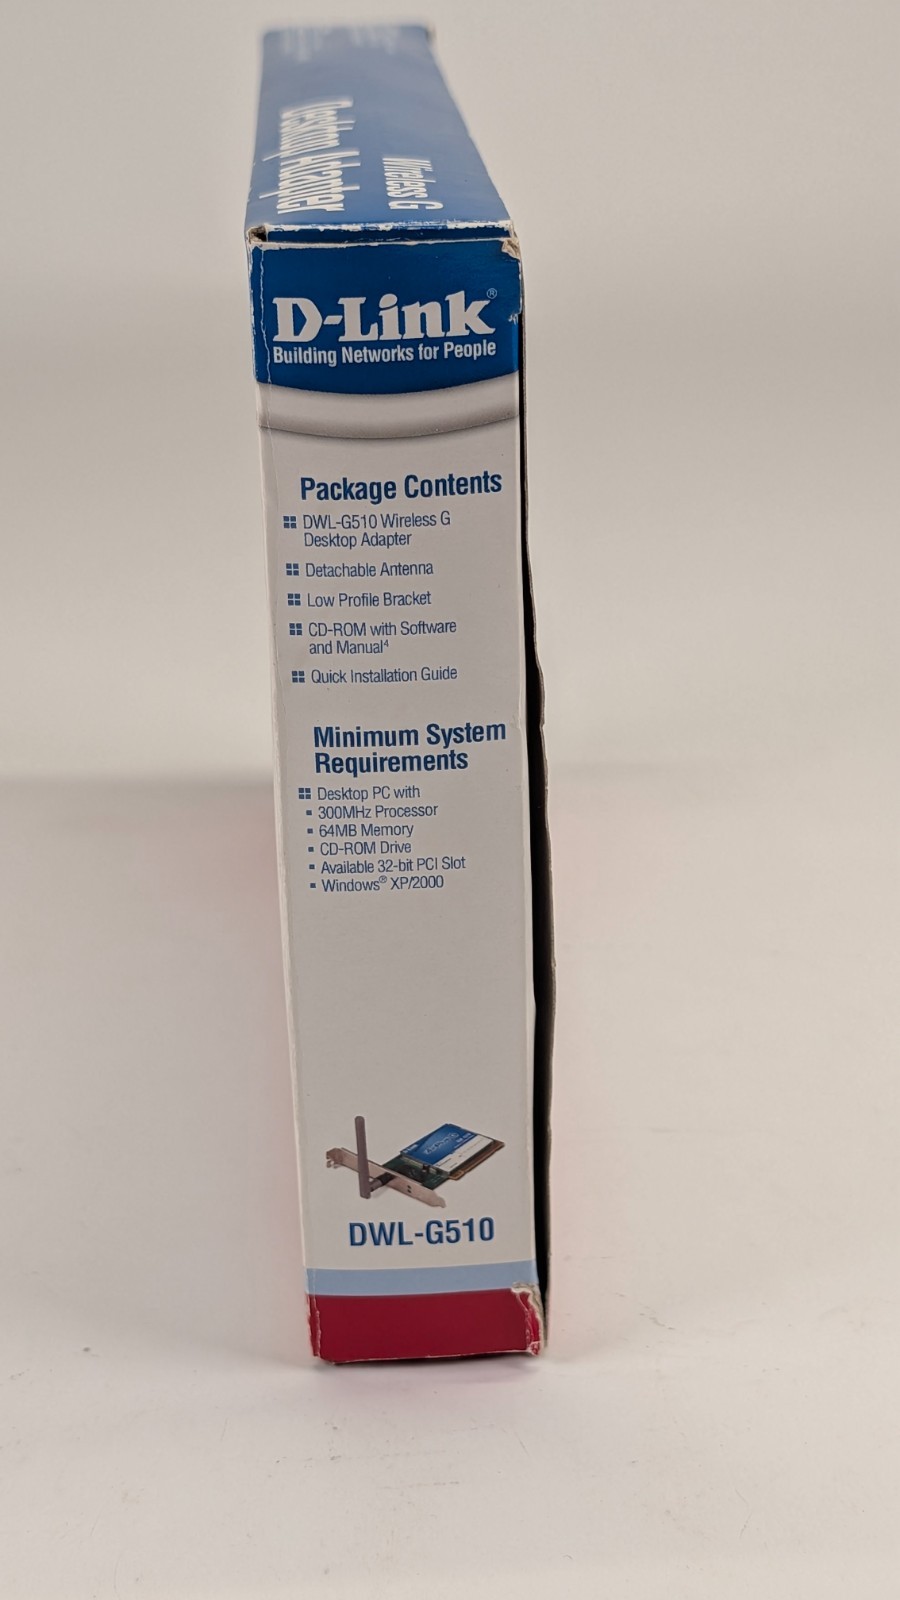 Wireless G
Desktop Adapter
D-Link®
Building Networks for People
Package Contents
DWL-G510 Wireless G
Desktop Adapter
Detachable Antenna
Low Profile Bracket
CD-ROM with Software
and Manual⁴
Quick Installation Guide
Minimum System
Requirements
Desktop PC with
300MHz Processor
64MB Memory
CD-ROM Drive
Available 32-bit PCI Slot
Windows® XP/2000
DWL-G510